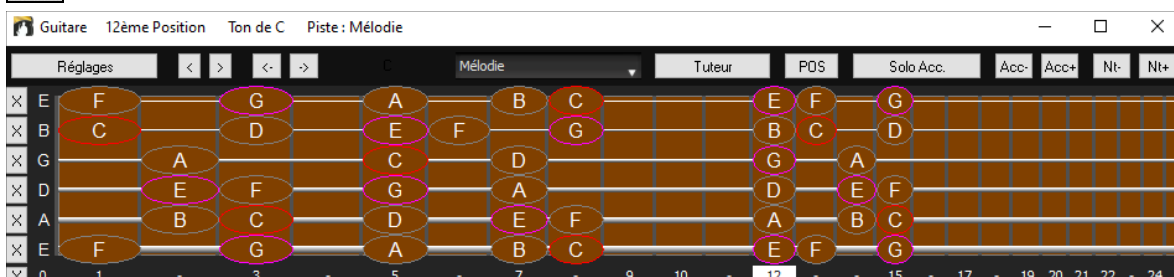 Guitare 12ème Position Ton de C Piste : Mélodie
Réglages < > <- -> C Mélodie Tuteur POS Solo Acc. Acc- Acc+ Nt- Nt+
X E F G A B C E F G
X B C D E F G B C D
X G A C D G A
X D E F G A D E F
X A B C D E F A B C
X E F G A B C E F G
0 1 - 3 - 5 - 7 - 9 10 - 12 - - 15 - 17 - 19 20 21 22 - 24